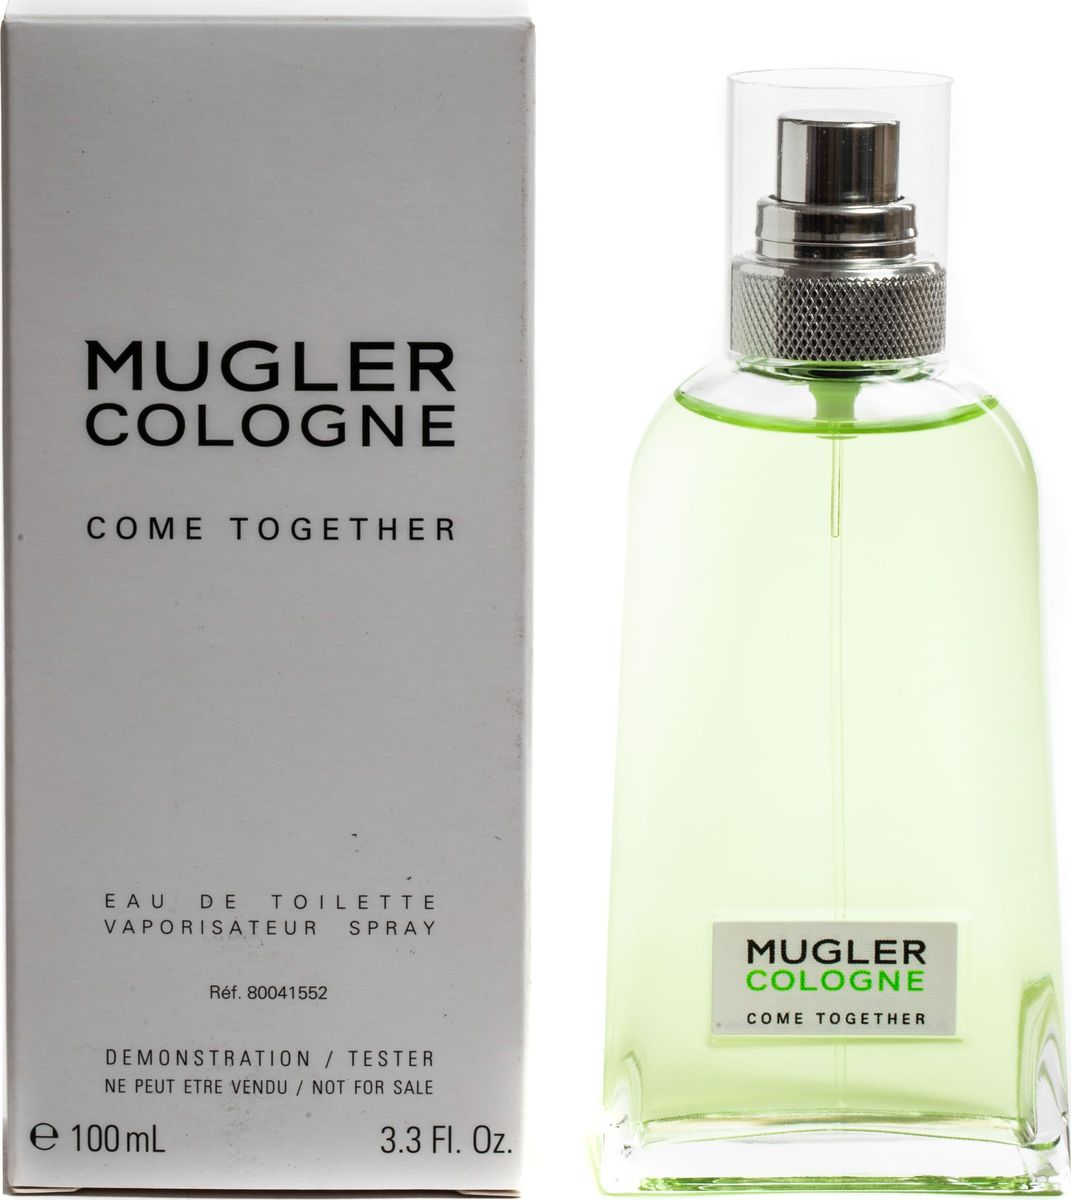 MUGLER
COLOGNE
COME TOGETHER
EAU DE TOILETTE
VAPORISATEUR SPRAY
Réf. 80041552
DEMONSTRATION / TESTER
NE PEUT ETRE VENDU / NOT FOR SALE
℮ 100 mL 3.3 Fl. Oz.
MUGLER
COLOGNE
COME TOGETHER